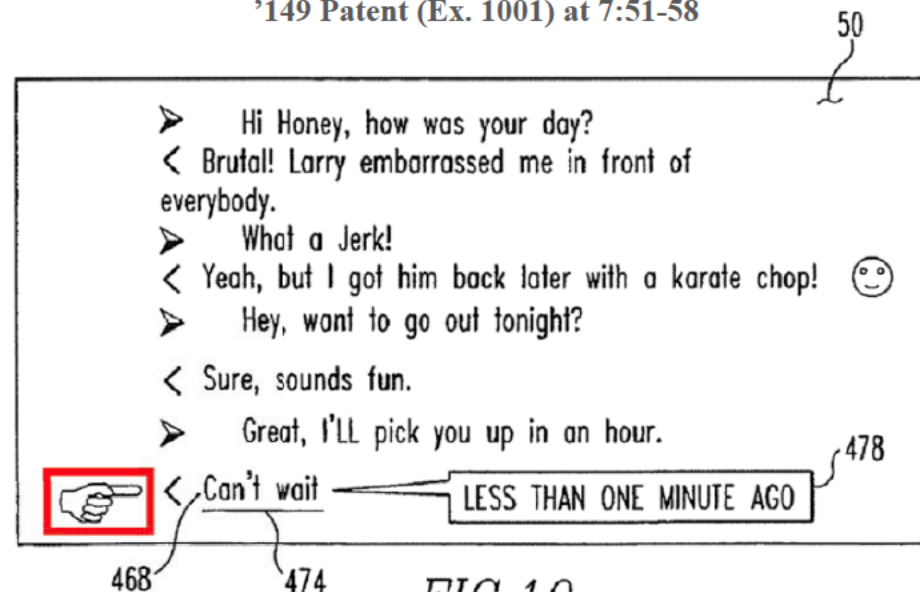 ’149 Patent (Ex. 1001) at 7:51-58
50
➢ Hi Honey, how was your day?
< Brutal! Larry embarrassed me in front of
everybody.
➢ What a Jerk!
< Yeah, but I got him back later with a karate chop!
➢ Hey, want to go out tonight?
< Sure, sounds fun.
➢ Great, I'LL pick you up in an hour.
478
< Can't wait LESS THAN ONE MINUTE AGO
468 474